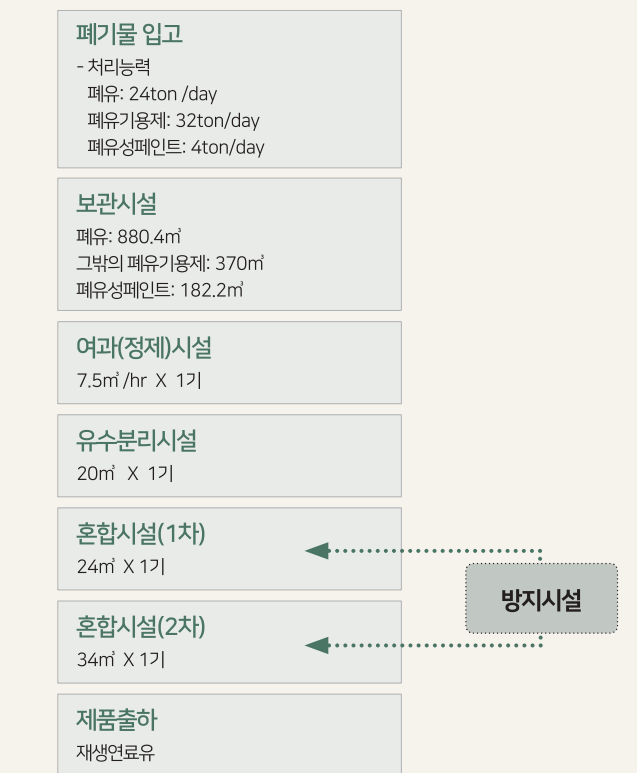 폐기물 입고
- 처리능력
폐유: 24ton /day
폐유기용제: 32ton/day
폐유성페인트: 4ton/day
보관시설
폐유: 880.4㎥
그밖의 폐유기용제: 370㎥
폐유성페인트: 182.2㎥
여과(정제)시설
7.5㎥/hr X 1기
유수분리시설
20㎥ X 1기
혼합시설(1차)
24㎥ X 1기
방지시설
혼합시설(2차)
34㎥ X 1기
제품출하
재생연료유